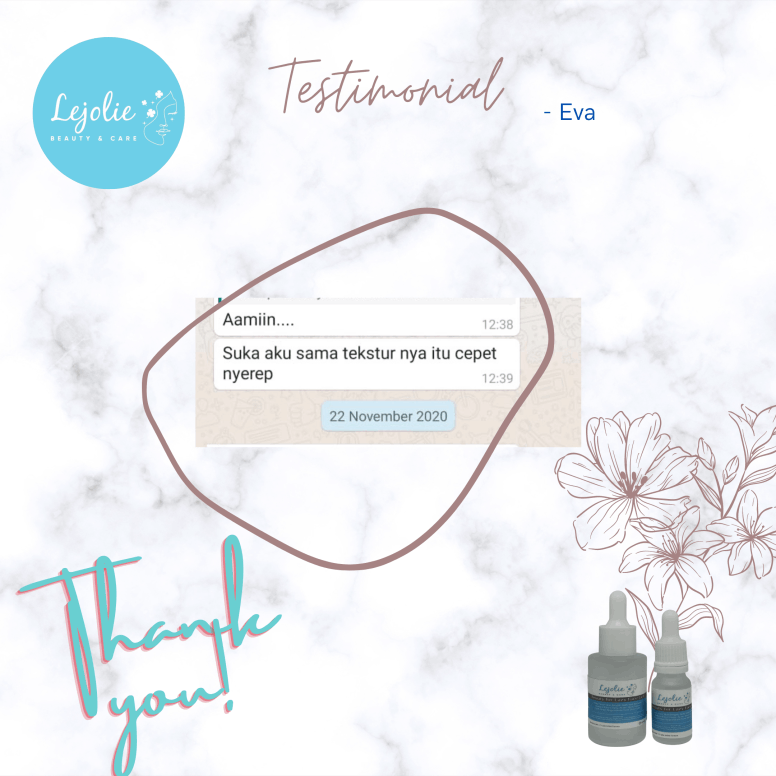 Lejolie
BEAUTY & CARE
Testimonial
- Eva
Aamiin....
12:38
Suka aku sama tekstur nya itu cepet
nyerep
12:39
22 November 2020
Thank
you!
Lejolie
Lejolie